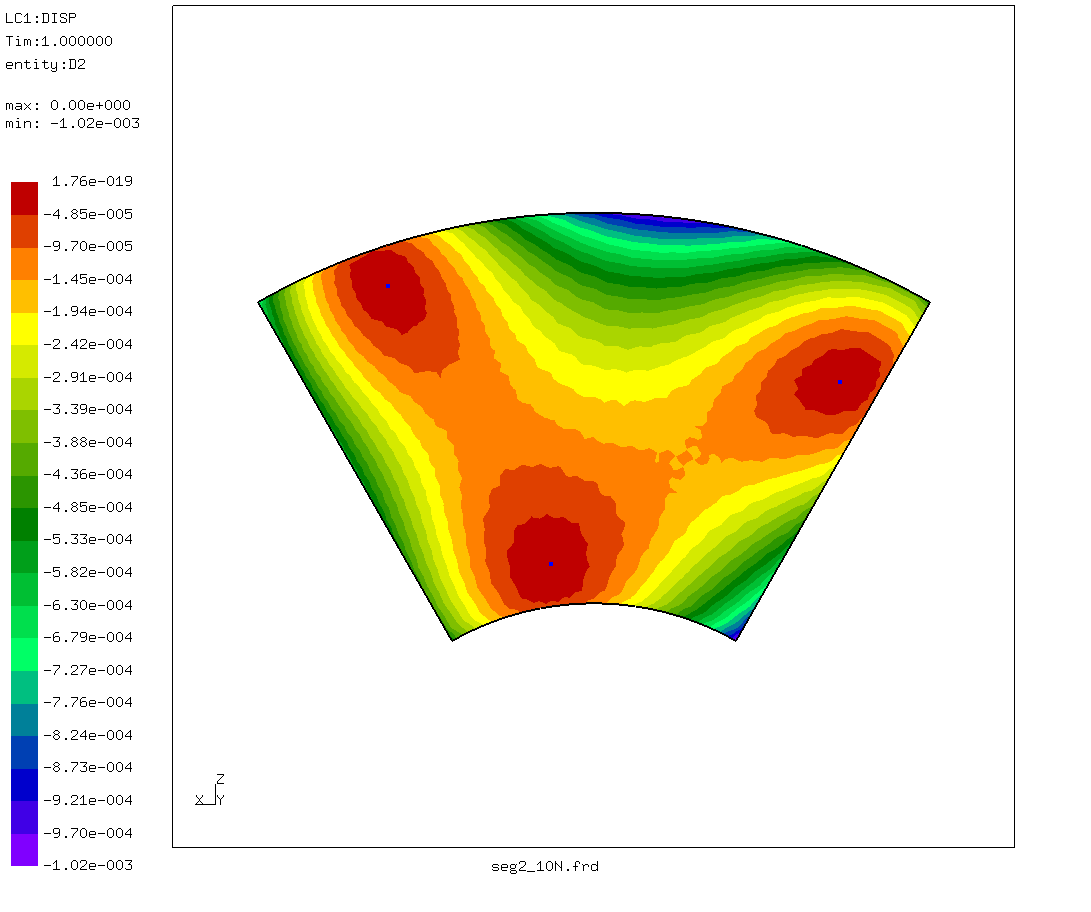 LC1:DISP
Tim:1.000000
entity:D2
max: 0.00e+000
min: -1.02e-003
1.76e-019
-4.85e-005
-9.70e-005
-1.45e-004
-1.94e-004
-2.42e-004
-2.91e-004
-3.39e-004
-3.88e-004
-4.36e-004
-4.85e-004
-5.33e-004
-5.82e-004
-6.30e-004
-6.79e-004
-7.27e-004
-7.76e-004
-8.24e-004
-8.73e-004
-9.21e-004
-9.70e-004
-1.02e-003
Z
X Y
seg2_10N.frd